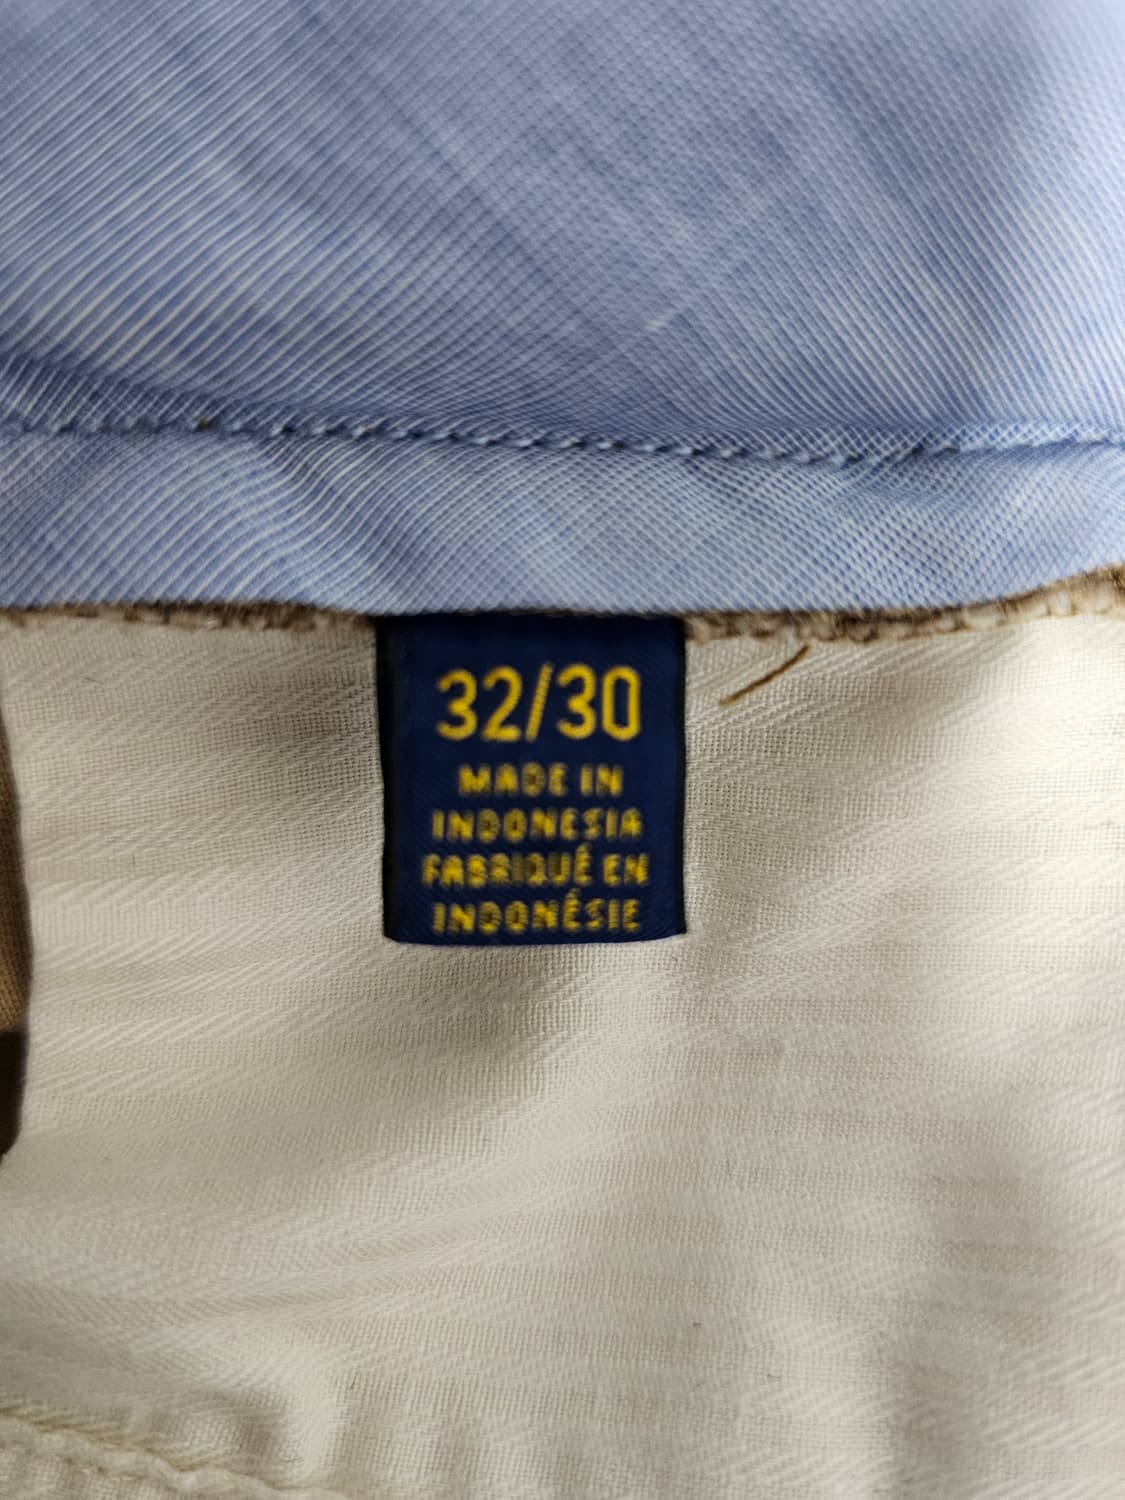 32/30
MADE IN
INDONESIA
FABRIQUÉ EN
INDONÉSIE